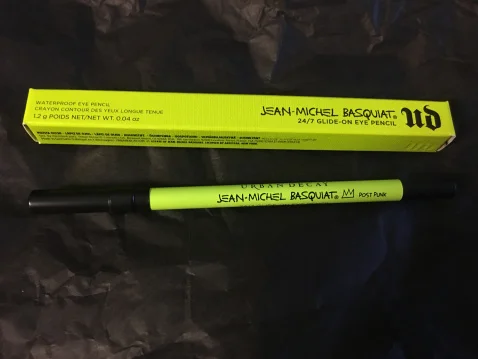 WATERPROOF EYE PENCIL
CRAYON CONTOUR DES YEUX LONGUE TENUE
1.2 g POIDS NET/NET WT. 0.04 oz
JEAN-MICHEL BASQUIAT®
24/7 GLIDE-ON EYE PENCIL
UD
URBAN DECAY
JEAN-MICHEL BASQUIAT® POST PUNK